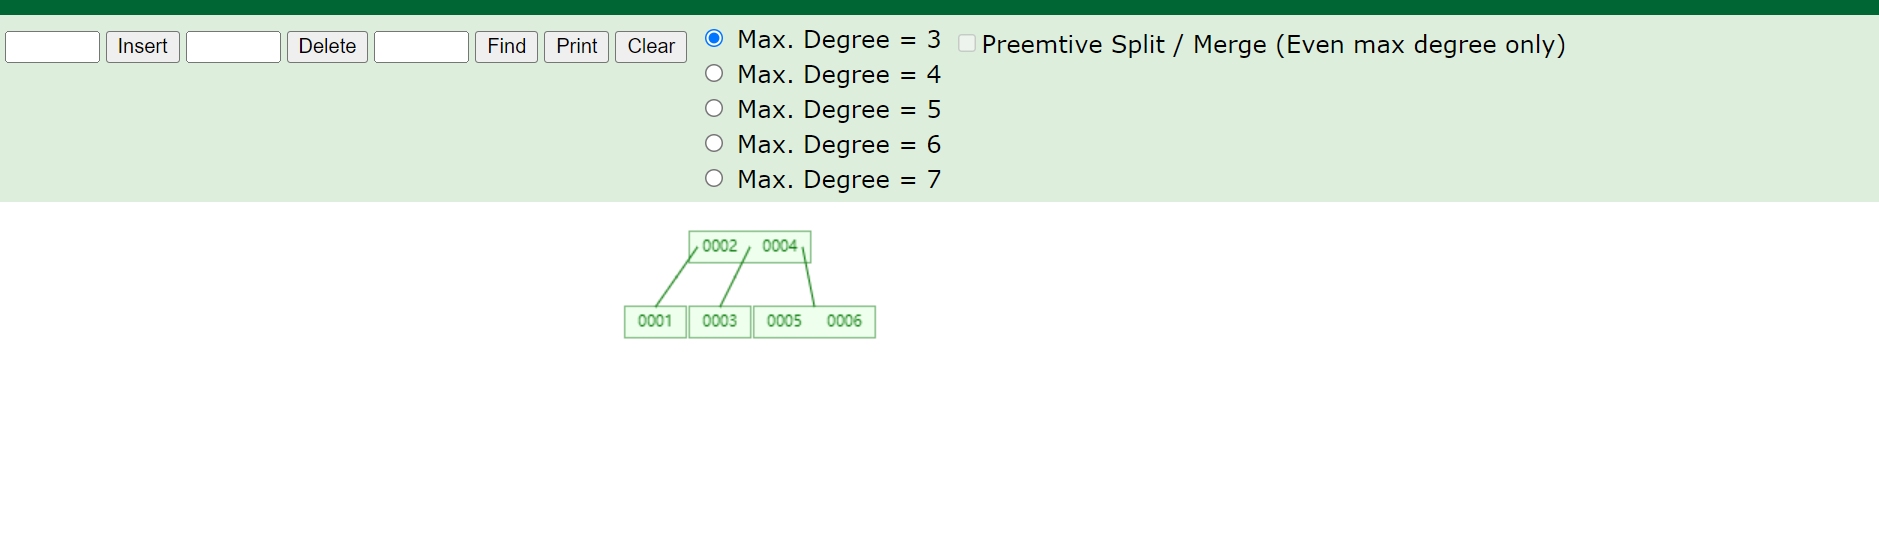 Insert Delete Find Print Clear
Max. Degree = 3
Max. Degree = 4
Max. Degree = 5
Max. Degree = 6
Max. Degree = 7
Preemtive Split / Merge (Even max degree only)
0002 0004
0001 0003 0005 0006